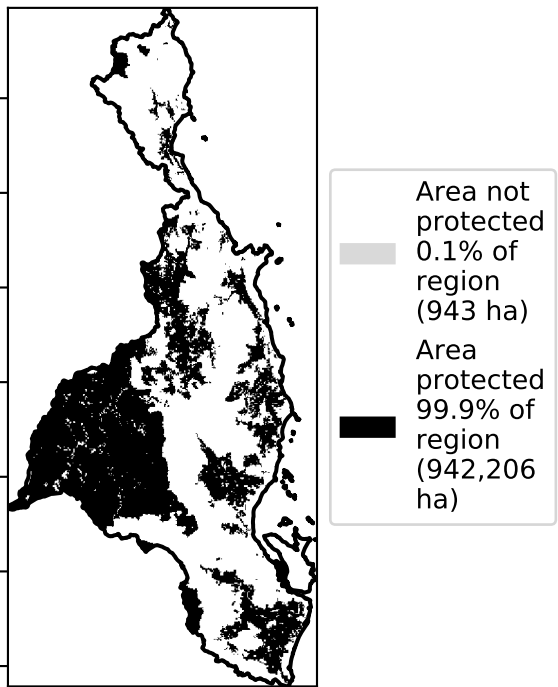 Area not
protected
0.1% of
region
(943 ha)
Area
protected
99.9% of
region
(942,206
ha)